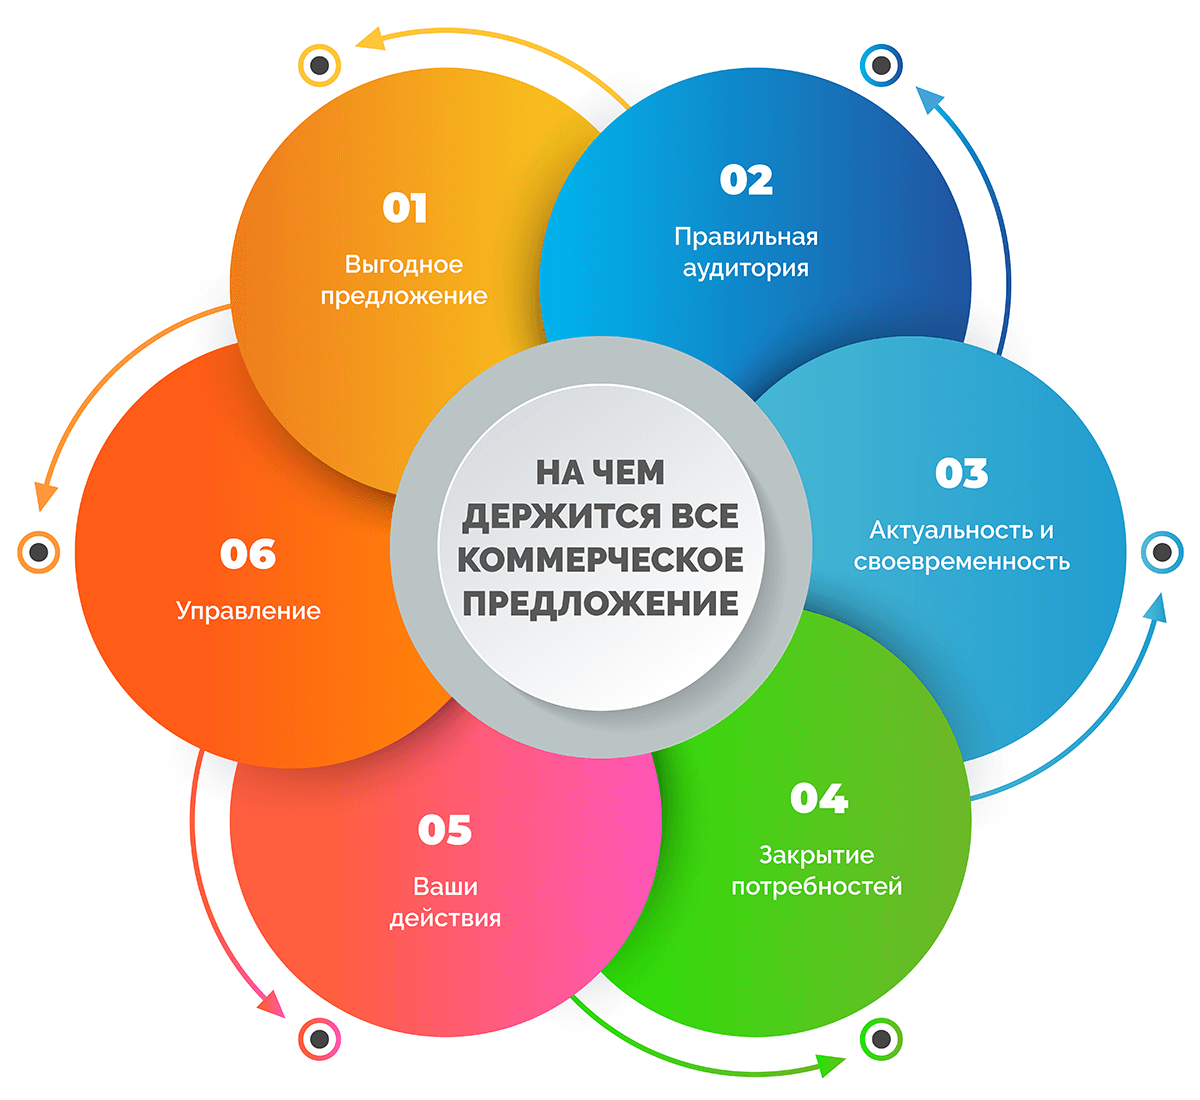 НА ЧЕМ
ДЕРЖИТСЯ ВСЕ
КОММЕРЧЕСКОЕ
ПРЕДЛОЖЕНИЕ
01
Выгодное
предложение
02
Правильная
аудитория
03
Актуальность и
своевременность
04
Закрытие
потребностей
05
Ваши
действия
06
Управление